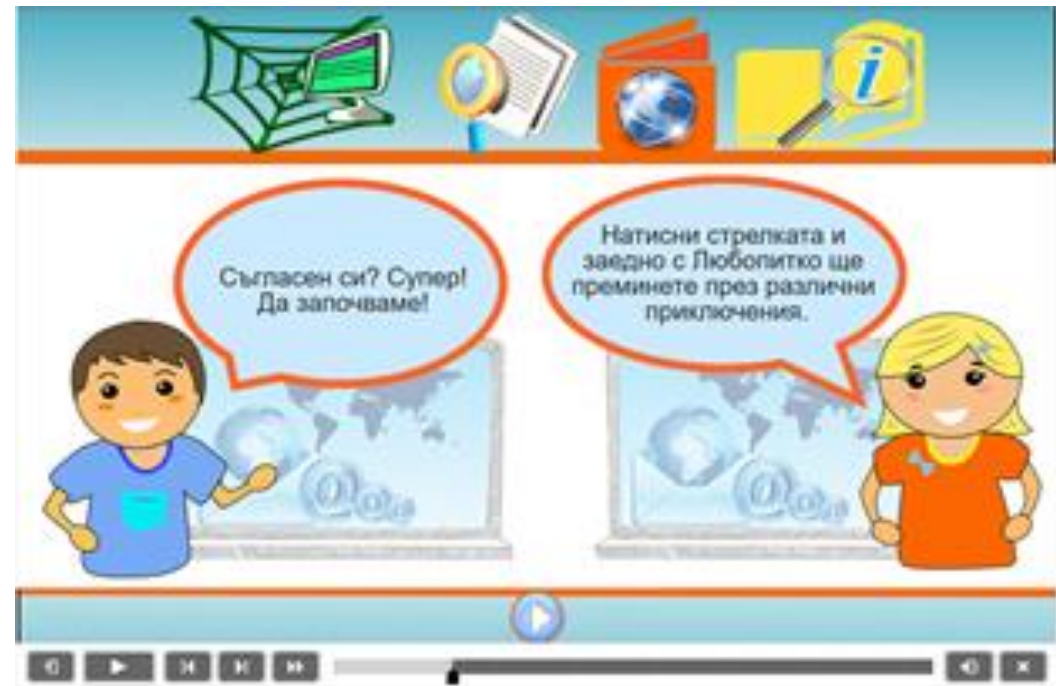 Съгласен си? Супер!
Да започваме!
Натисни стрелката и
заедно с Любопитко ще
преминете през различни
приключения.